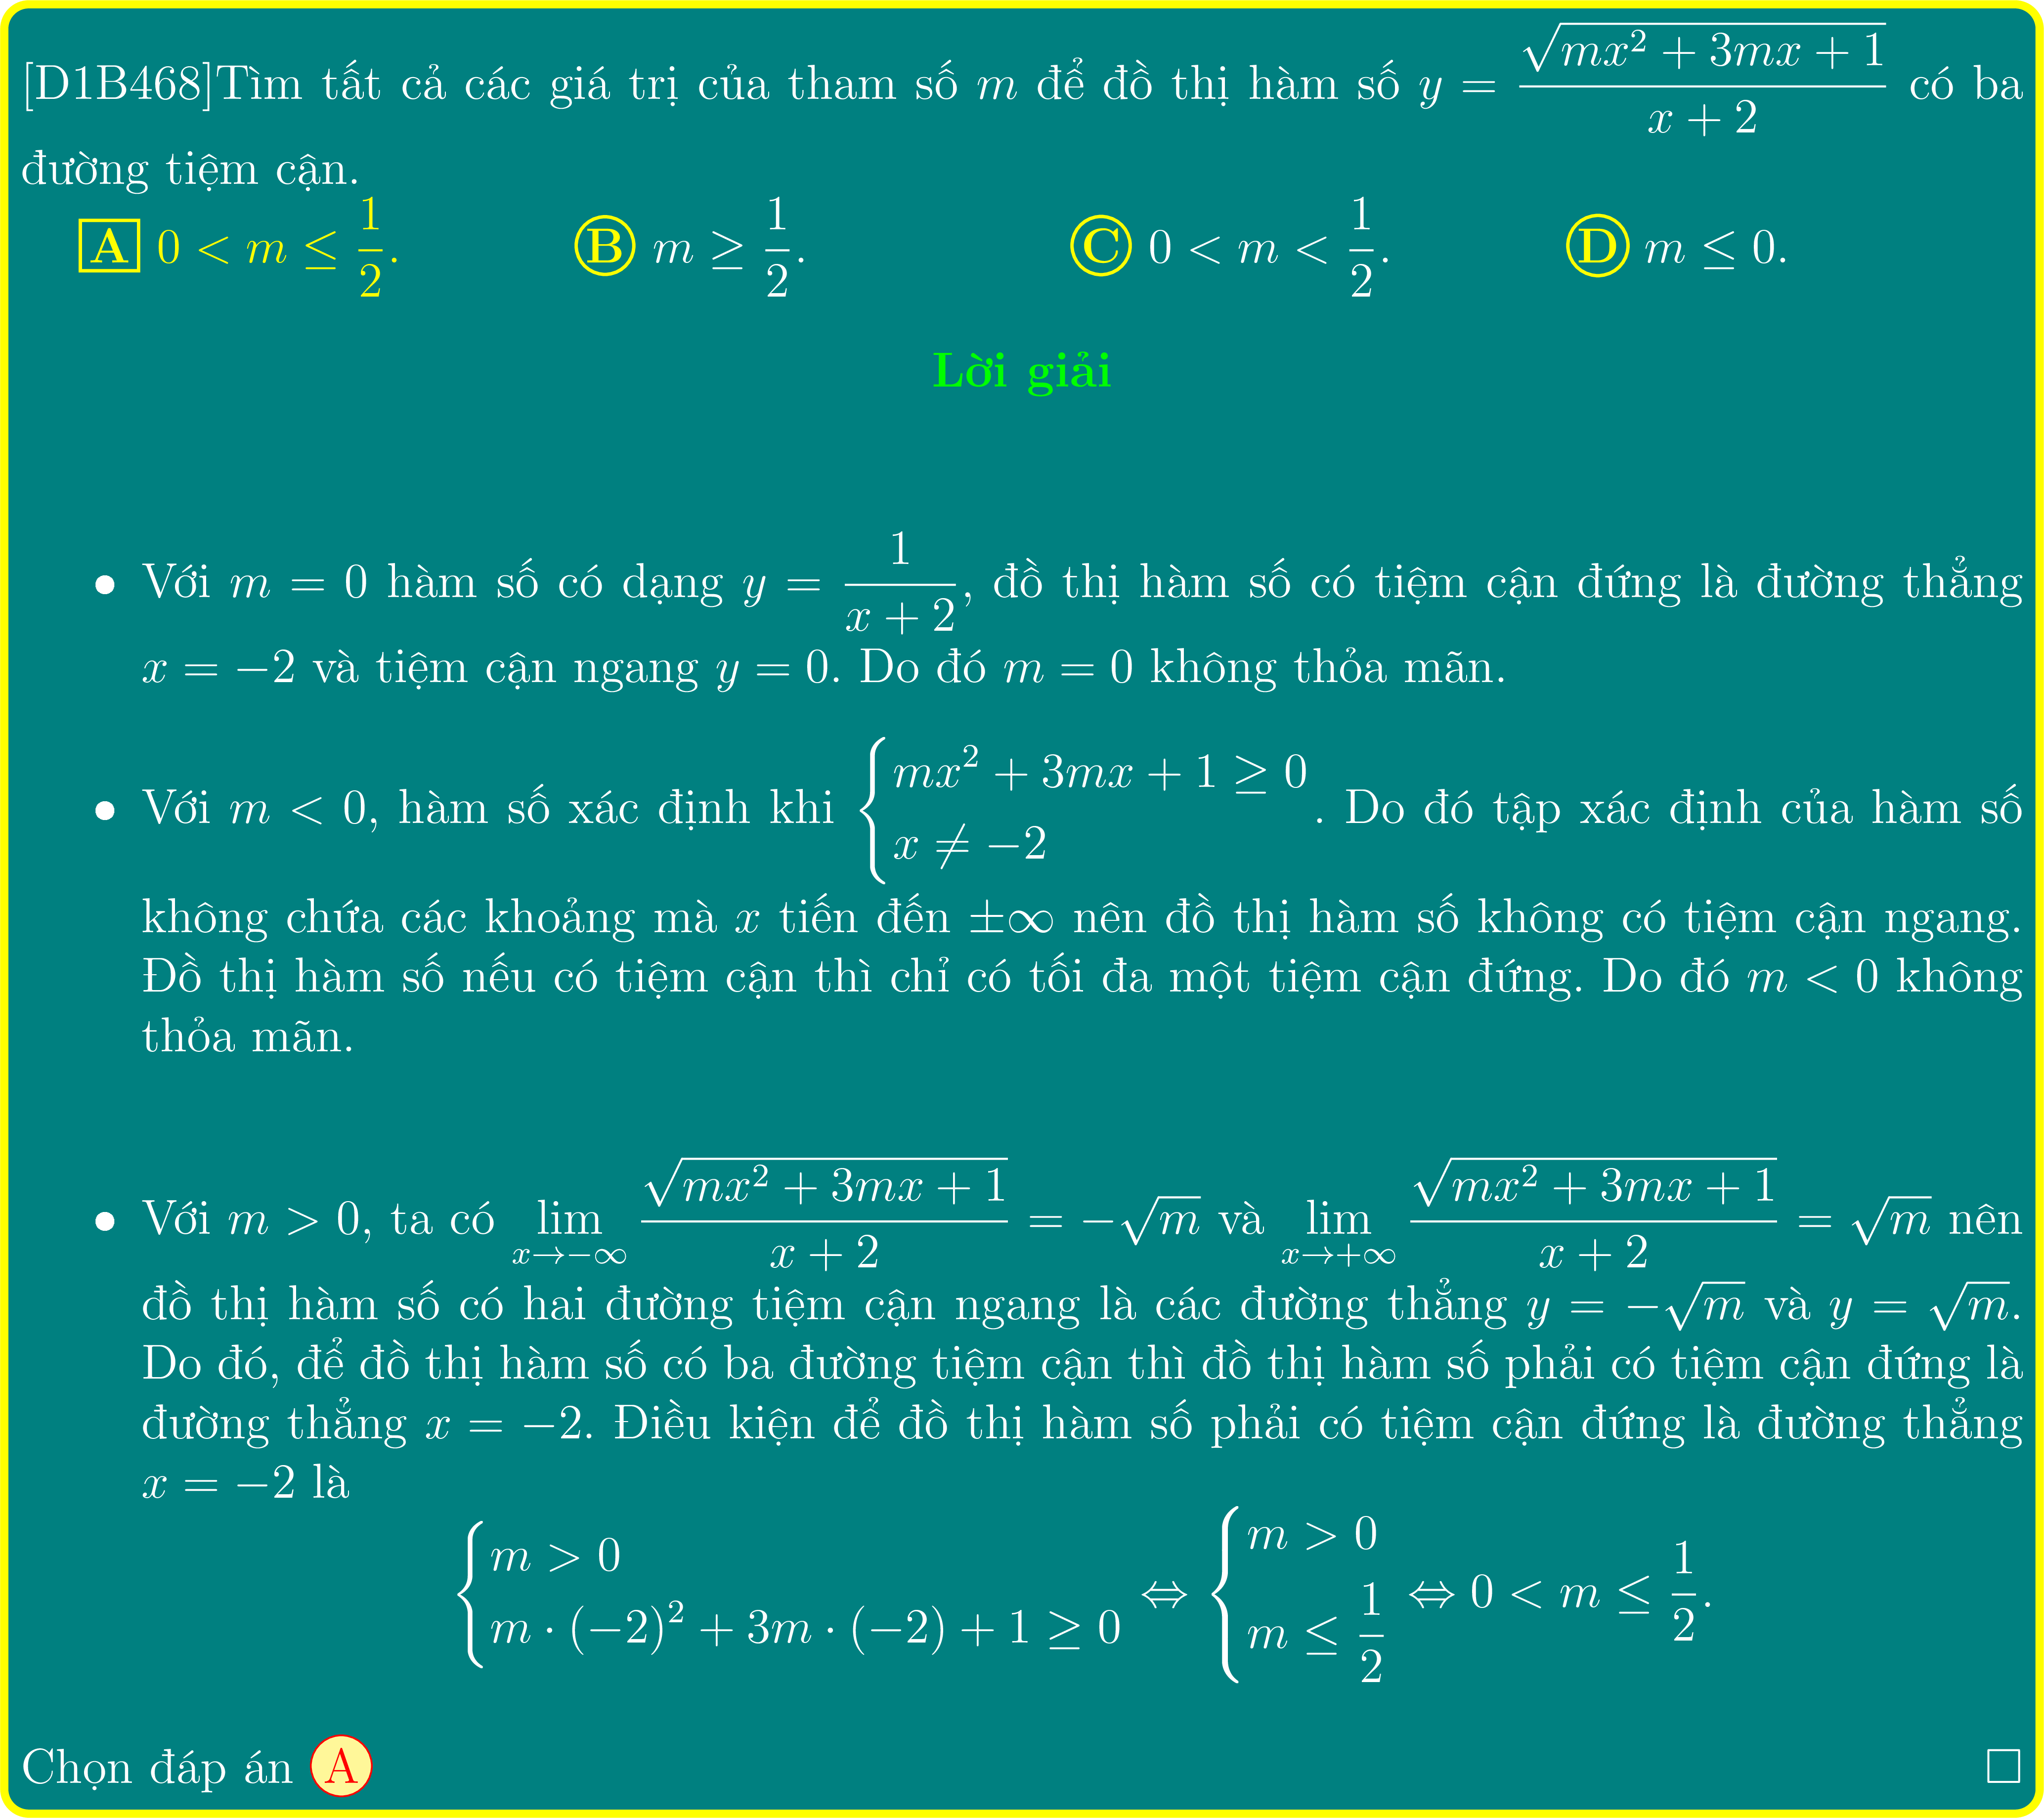 [D1B468]Tìm tất cả các giá trị của tham số $m$ để đồ thị hàm số $y = \dfrac{\sqrt{mx^2 + 3mx + 1}}{x + 2}$ có ba
đường tiệm cận.
A $0 < m \leq \dfrac{1}{2}$. B $m \geq \dfrac{1}{2}$. C $0 < m < \dfrac{1}{2}$. D $m \leq 0$.
Lời giải
• Với $m = 0$ hàm số có dạng $y = \dfrac{1}{x + 2}$, đồ thị hàm số có tiệm cận đứng là đường thẳng
$x = -2$ và tiệm cận ngang $y = 0$. Do đó $m = 0$ không thỏa mãn.
• Với $m < 0$, hàm số xác định khi $\begin{cases} mx^2 + 3mx + 1 \geq 0 \\ x \neq -2 \end{cases}$. Do đó tập xác định của hàm số
không chứa các khoảng mà $x$ tiến đến $\pm\infty$ nên đồ thị hàm số không có tiệm cận ngang.
Đồ thị hàm số nếu có tiệm cận thì chỉ có tối đa một tiệm cận đứng. Do đó $m < 0$ không
thỏa mãn.
• Với $m > 0$, ta có $\lim\limits_{x \to -\infty} \dfrac{\sqrt{mx^2 + 3mx + 1}}{x + 2} = -\sqrt{m}$ và $\lim\limits_{x \to +\infty} \dfrac{\sqrt{mx^2 + 3mx + 1}}{x + 2} = \sqrt{m}$ nên
đồ thị hàm số có hai đường tiệm cận ngang là các đường thẳng $y = -\sqrt{m}$ và $y = \sqrt{m}$.
Do đó, để đồ thị hàm số có ba đường tiệm cận thì đồ thị hàm số phải có tiệm cận đứng là
đường thẳng $x = -2$. Điều kiện để đồ thị hàm số phải có tiệm cận đứng là đường thẳng
$x = -2$ là
$\begin{cases} m > 0 \\ m \cdot (-2)^2 + 3m \cdot (-2) + 1 \geq 0 \end{cases} \Leftrightarrow \begin{cases} m > 0 \\ m \leq \dfrac{1}{2} \end{cases} \Leftrightarrow 0 < m \leq \dfrac{1}{2}.$
Chọn đáp án A □